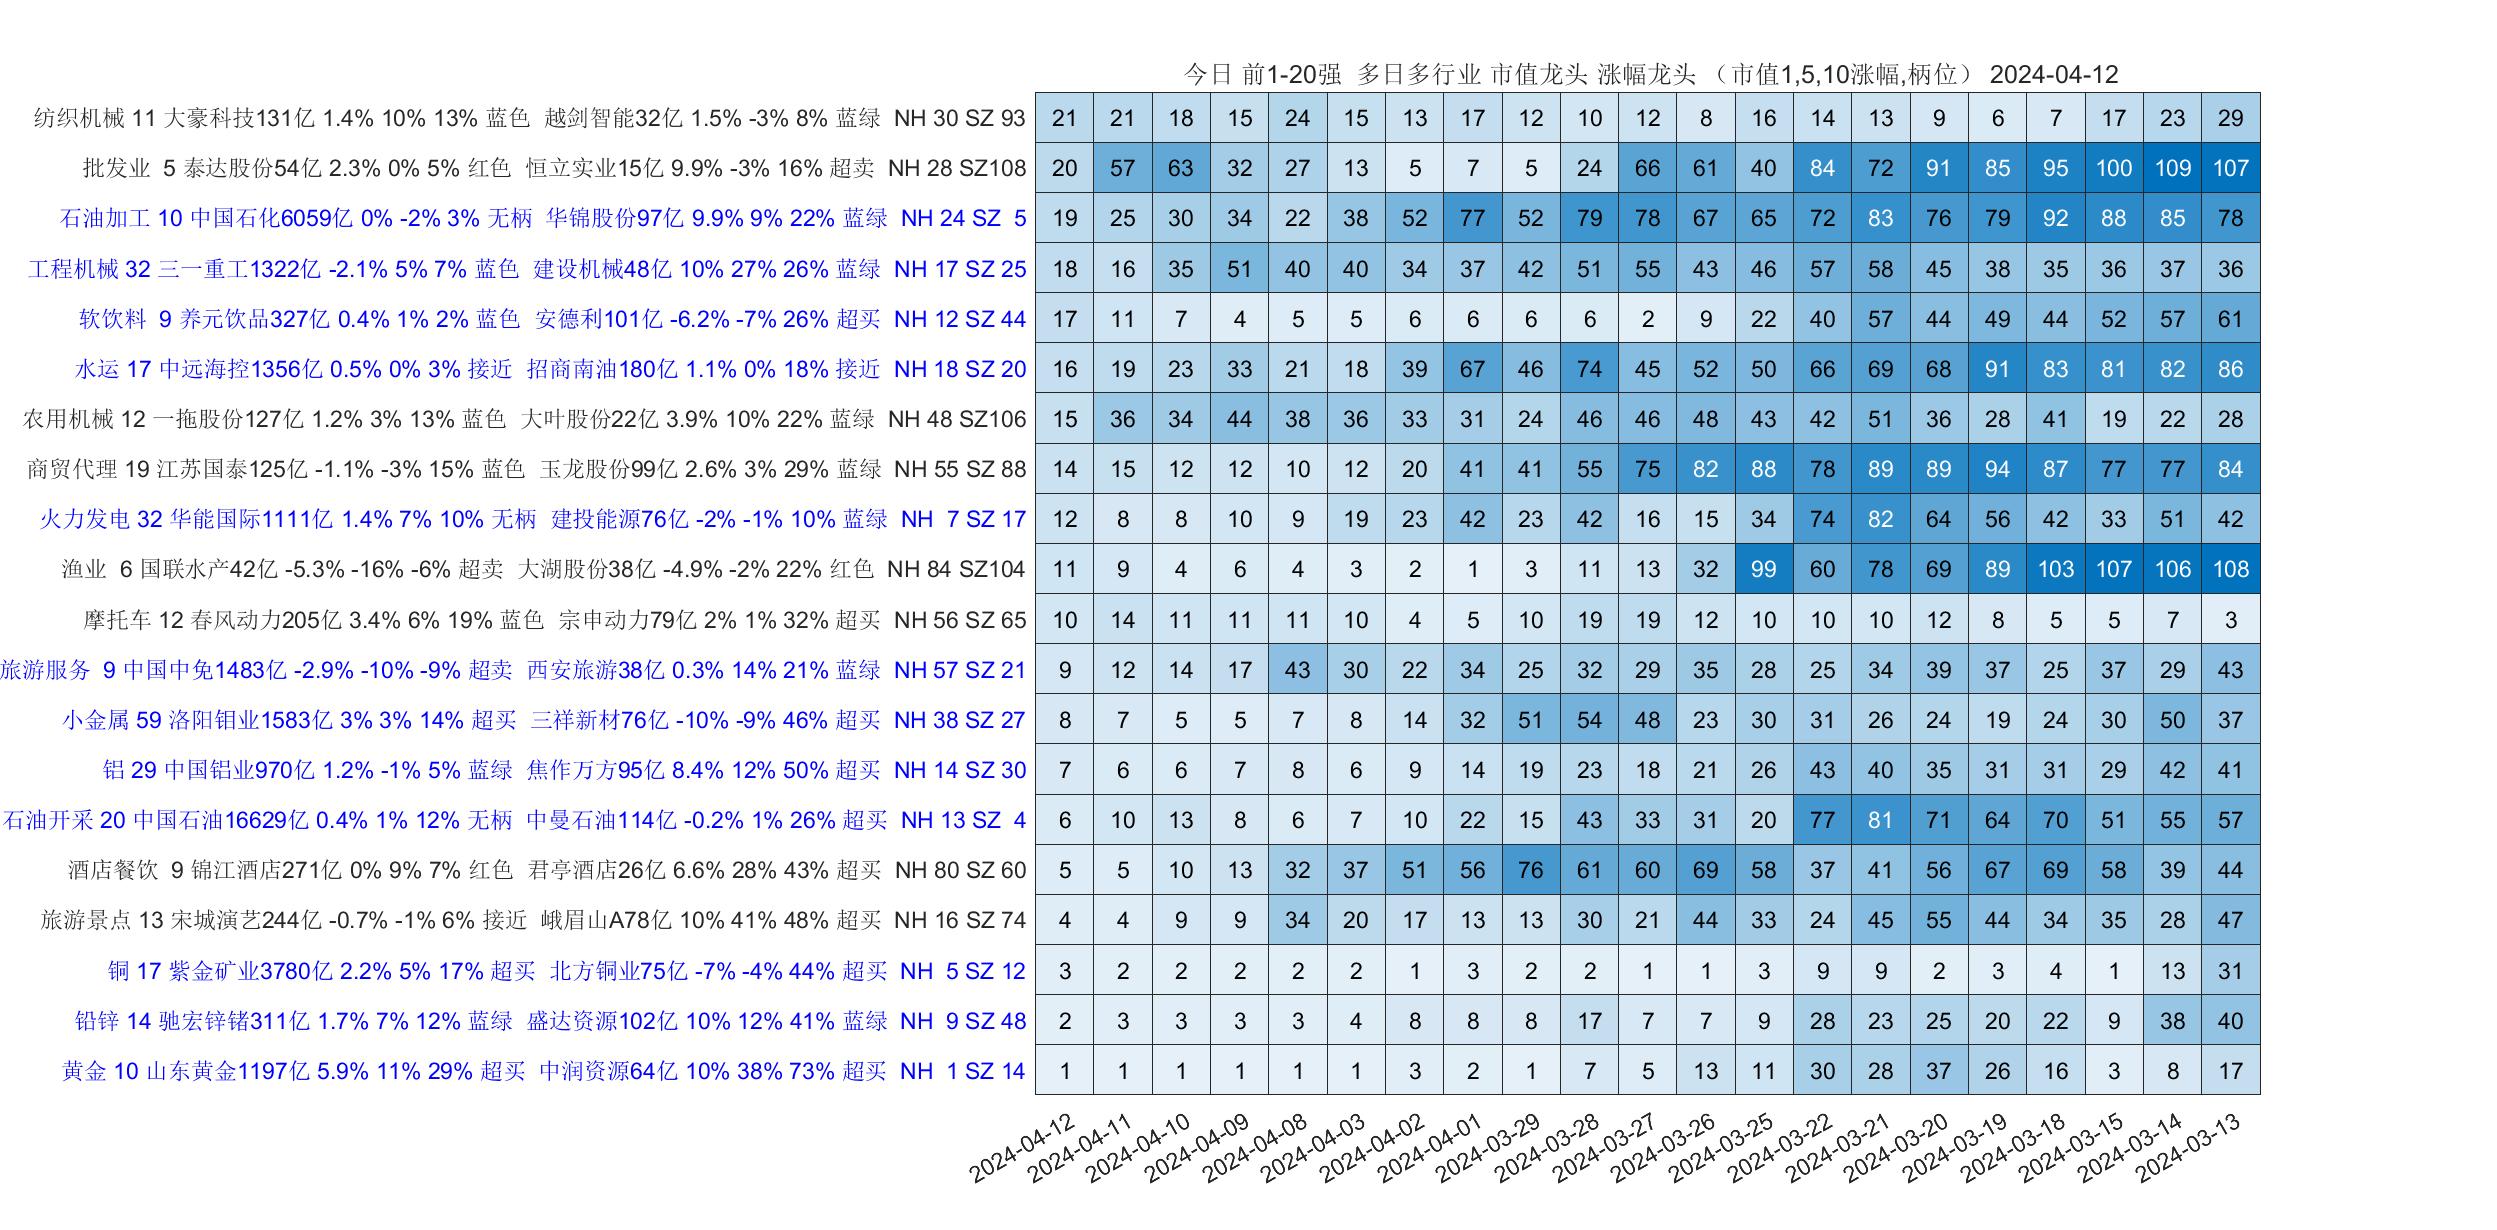 今日 前1-20强 多日多行业 市值龙头 涨幅龙头 （市值1,5,10涨幅,柄位） 2024-04-12
纺织机械 11 大豪科技131亿 1.4% 10% 13% 蓝色 越剑智能32亿 1.5% -3% 8% 蓝绿 NH 30 SZ 93 21 21 18 15 24 15 13 17 12 10 12 8 16 14 13 9 6 7 17 23 29
批发业 5 泰达股份54亿 2.3% 0% 5% 红色 恒立实业15亿 9.9% -3% 16% 超卖 NH 28 SZ108 20 57 63 32 27 13 5 7 5 24 66 61 40 84 72 91 85 95 100 109 107
石油加工 10 中国石化6059亿 0% -2% 3% 无柄 华锦股份97亿 9.9% 9% 22% 蓝绿 NH 24 SZ 5 19 25 30 34 22 38 52 77 52 79 78 67 65 72 83 76 79 92 88 85 78
工程机械 32 三一重工1322亿 -2.1% 5% 7% 蓝色 建设机械48亿 10% 27% 26% 蓝绿 NH 17 SZ 25 18 16 35 51 40 40 34 37 42 51 55 43 46 57 58 45 38 35 36 37 36
软饮料 9 养元饮品327亿 0.4% 1% 2% 蓝色 安德利101亿 -6.2% -7% 26% 超买 NH 12 SZ 44 17 11 7 4 5 5 6 6 6 6 2 9 22 40 57 44 49 44 52 57 61
水运 17 中远海控1356亿 0.5% 0% 3% 接近 招商南油180亿 1.1% 0% 18% 接近 NH 18 SZ 20 16 19 23 33 21 18 39 67 46 74 45 52 50 66 69 68 91 83 81 82 86
农用机械 12 一拖股份127亿 1.2% 3% 13% 蓝色 大叶股份22亿 3.9% 10% 22% 蓝绿 NH 48 SZ106 15 36 34 44 38 36 33 31 24 46 46 48 43 42 51 36 28 41 19 22 28
商贸代理 19 江苏国泰125亿 -1.1% -3% 15% 蓝色 玉龙股份99亿 2.6% 3% 29% 蓝绿 NH 55 SZ 88 14 15 12 12 10 12 20 41 41 55 75 82 88 78 89 89 94 87 77 77 84
火力发电 32 华能国际1111亿 1.4% 7% 10% 无柄 建投能源76亿 -2% -1% 10% 蓝绿 NH 7 SZ 17 12 8 8 10 9 19 23 42 23 42 16 15 34 74 82 64 56 42 33 51 42
渔业 6 国联水产42亿 -5.3% -16% -6% 超卖 大湖股份38亿 -4.9% -2% 22% 红色 NH 84 SZ104 11 9 4 6 4 3 2 1 3 11 13 32 99 60 78 69 89 103 107 106 108
摩托车 12 春风动力205亿 3.4% 6% 19% 蓝色 宗申动力79亿 2% 1% 32% 超买 NH 56 SZ 65 10 14 11 11 11 10 4 5 10 19 19 12 10 10 10 12 8 5 5 7 3
旅游服务 9 中国中免1483亿 -2.9% -10% -9% 超卖 西安旅游38亿 0.3% 14% 21% 蓝绿 NH 57 SZ 21 9 12 14 17 43 30 22 34 25 32 29 35 28 25 34 39 37 25 37 29 43
小金属 59 洛阳钼业1583亿 3% 3% 14% 超买 三祥新材76亿 -10% -9% 46% 超买 NH 38 SZ 27 8 7 5 5 7 8 14 32 51 54 48 23 30 31 26 24 19 24 30 50 37
铝 29 中国铝业970亿 1.2% -1% 5% 蓝绿 焦作万方95亿 8.4% 12% 50% 超买 NH 14 SZ 30 7 6 6 7 8 6 9 14 19 23 18 21 26 43 40 35 31 31 29 42 41
石油开采 20 中国石油16629亿 0.4% 1% 12% 无柄 中曼石油114亿 -0.2% 1% 26% 超买 NH 13 SZ 4 6 10 13 8 6 7 10 22 15 43 33 31 20 77 81 71 64 70 51 55 57
酒店餐饮 9 锦江酒店271亿 0% 9% 7% 红色 君亭酒店26亿 6.6% 28% 43% 超买 NH 80 SZ 60 5 5 10 13 32 37 51 56 76 61 60 69 58 37 41 56 67 69 58 39 44
旅游景点 13 宋城演艺244亿 -0.7% -1% 6% 接近 峨眉山A78亿 10% 41% 48% 超买 NH 16 SZ 74 4 4 9 9 34 20 17 13 13 30 21 44 33 24 45 55 44 34 35 28 47
铜 17 紫金矿业3780亿 2.2% 5% 17% 超买 北方铜业75亿 -7% -4% 44% 超买 NH 5 SZ 12 3 2 2 2 2 2 1 3 2 2 1 1 3 9 9 2 3 4 1 13 31
铅锌 14 驰宏锌锗311亿 1.7% 7% 12% 蓝绿 盛达资源102亿 10% 12% 41% 蓝绿 NH 9 SZ 48 2 3 3 3 3 4 8 8 8 17 7 7 9 28 23 25 20 22 9 38 40
黄金 10 山东黄金1197亿 5.9% 11% 29% 超买 中润资源64亿 10% 38% 73% 超买 NH 1 SZ 14 1 1 1 1 1 1 3 2 1 7 5 13 11 30 28 37 26 16 3 8 17
2024-04-12 2024-04-11 2024-04-10 2024-04-09 2024-04-08 2024-04-03 2024-04-02 2024-04-01 2024-03-29 2024-03-28 2024-03-27 2024-03-26 2024-03-25 2024-03-22 2024-03-21 2024-03-20 2024-03-19 2024-03-18 2024-03-15 2024-03-14 2024-03-13